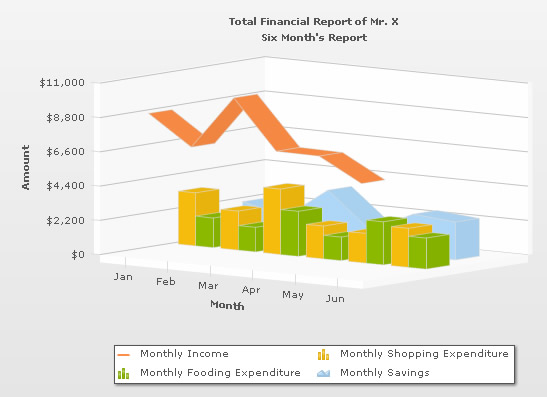 Total Financial Report of Mr. X
Six Month's Report
$11,000
$8,800
$6,600
$4,400
$2,200
$0
Amount
Jan
Feb
Mar
Apr
May
Jun
Month
Monthly Income
Monthly Shopping Expenditure
Monthly Fooding Expenditure
Monthly Savings